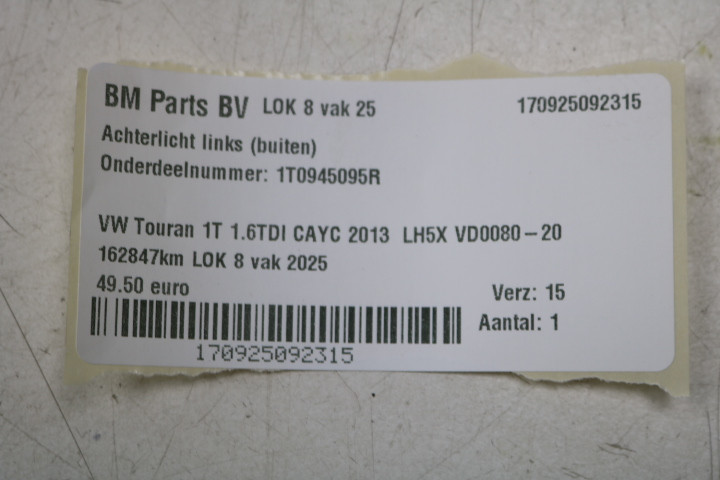 BM Parts BV LOK 8 vak 25 170925092315
Achterlicht links (buiten)
Onderdeelnummer: 1T0945095R
VW Touran 1T 1.6TDI CAYC 2013 LH5X VD0080-20
162847km LOK 8 vak 2025
49.50 euro Verz: 15
Aantal: 1
170925092315